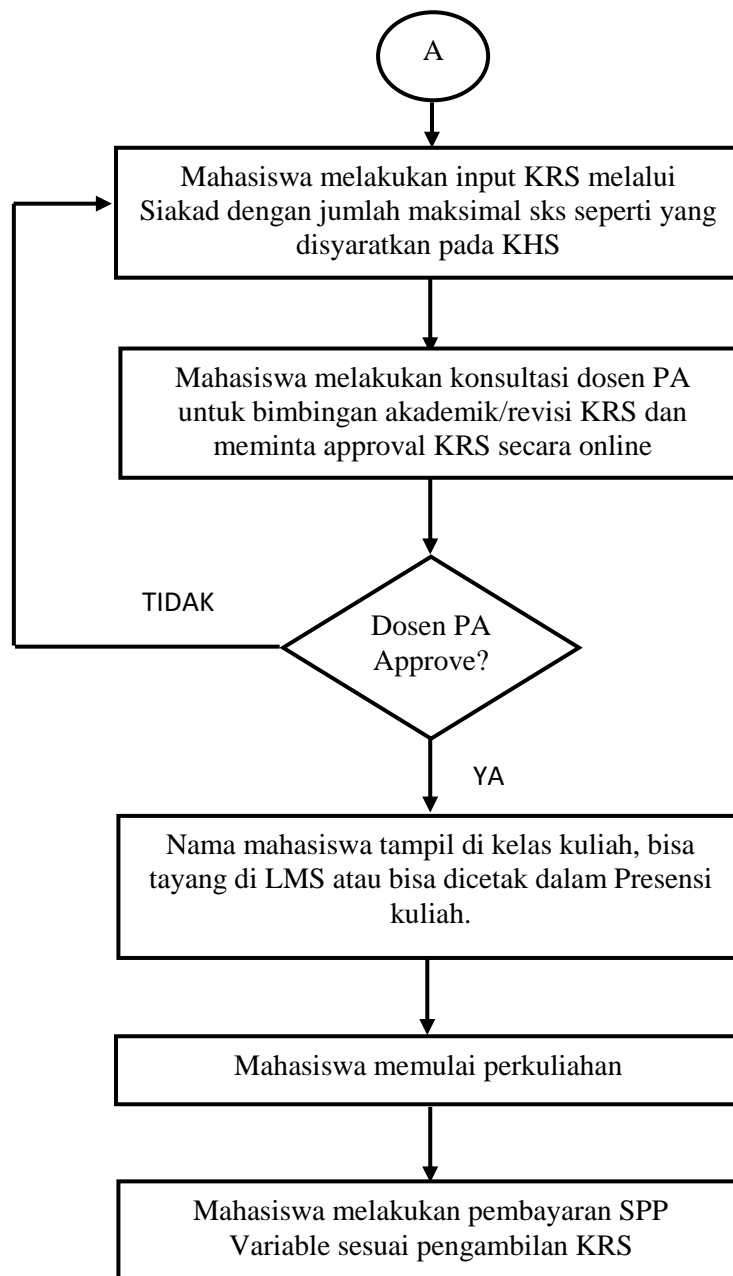 A
Mahasiswa melakukan input KRS melalui
Siakad dengan jumlah maksimal sks seperti yang
disyaratkan pada KHS
Mahasiswa melakukan konsultasi dosen PA
untuk bimbingan akademik/revisi KRS dan
meminta approval KRS secara online
TIDAK
Dosen PA
Approve?
YA
Nama mahasiswa tampil di kelas kuliah, bisa
tayang di LMS atau bisa dicetak dalam Presensi
kuliah.
Mahasiswa memulai perkuliahan
Mahasiswa melakukan pembayaran SPP
Variable sesuai pengambilan KRS